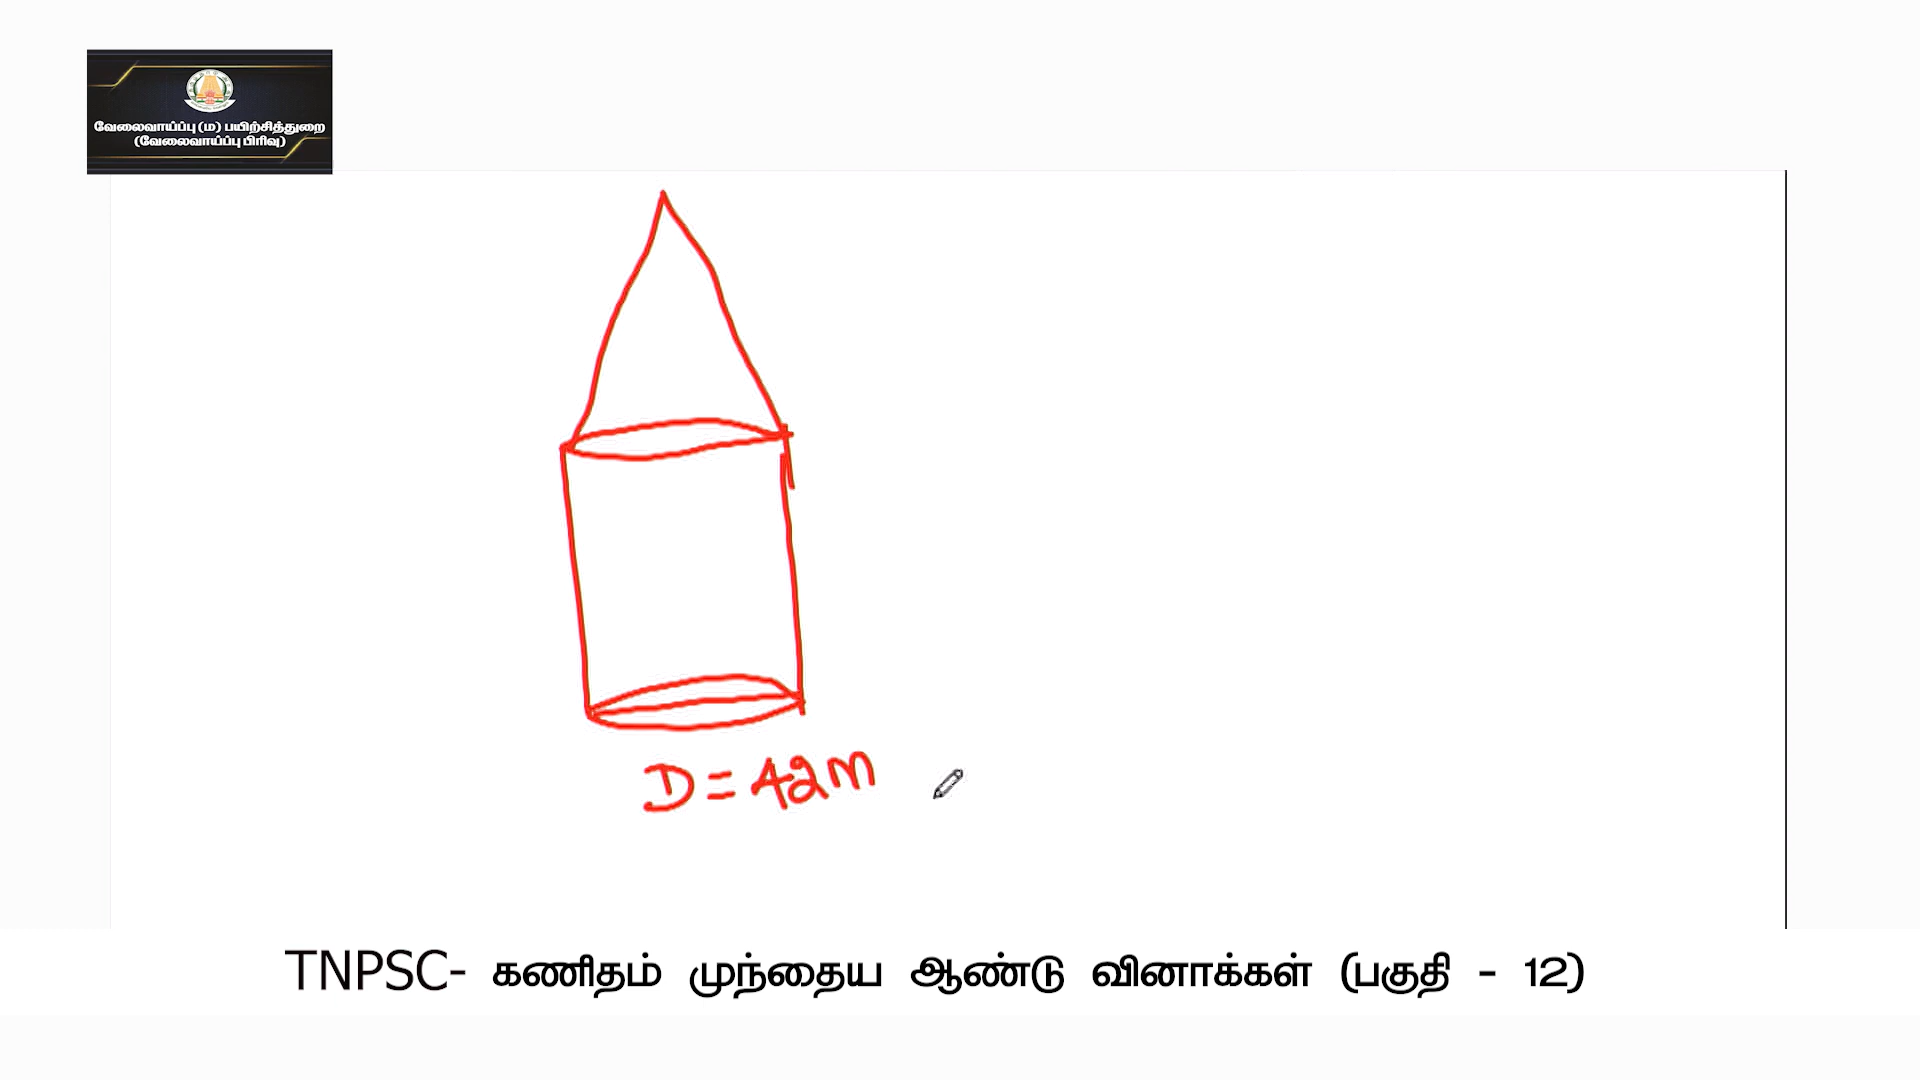 வேலைவாய்ப்பு (ம) பயிற்சித்துறை
(வேலைவாய்ப்பு பிரிவு)
D = 42m
TNPSC- கணிதம் முந்தைய ஆண்டு வினாக்கள் (பகுதி - 12)